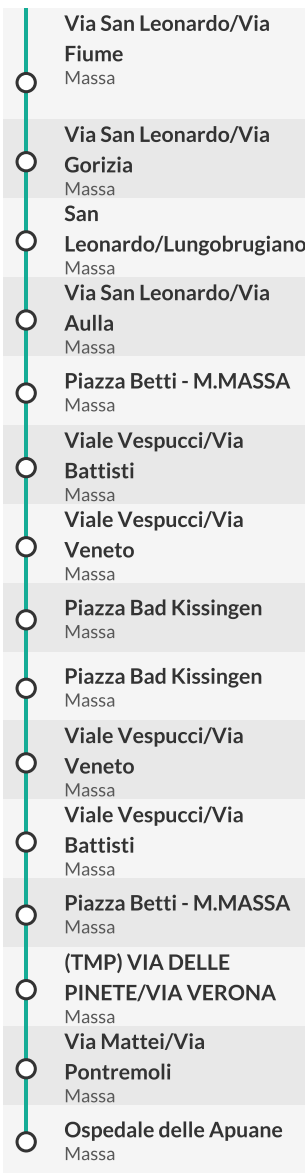 Via San Leonardo/Via
Fiume
Massa
Via San Leonardo/Via
Gorizia
Massa
San
Leonardo/Lungobrugiano
Massa
Via San Leonardo/Via
Aulla
Massa
Piazza Betti - M.MASSA
Massa
Viale Vespucci/Via
Battisti
Massa
Viale Vespucci/Via
Veneto
Massa
Piazza Bad Kissingen
Massa
Piazza Bad Kissingen
Massa
Viale Vespucci/Via
Veneto
Massa
Viale Vespucci/Via
Battisti
Massa
Piazza Betti - M.MASSA
Massa
(TMP) VIA DELLE
PINETE/VIA VERONA
Massa
Via Mattei/Via
Pontremoli
Massa
Ospedale delle Apuane
Massa